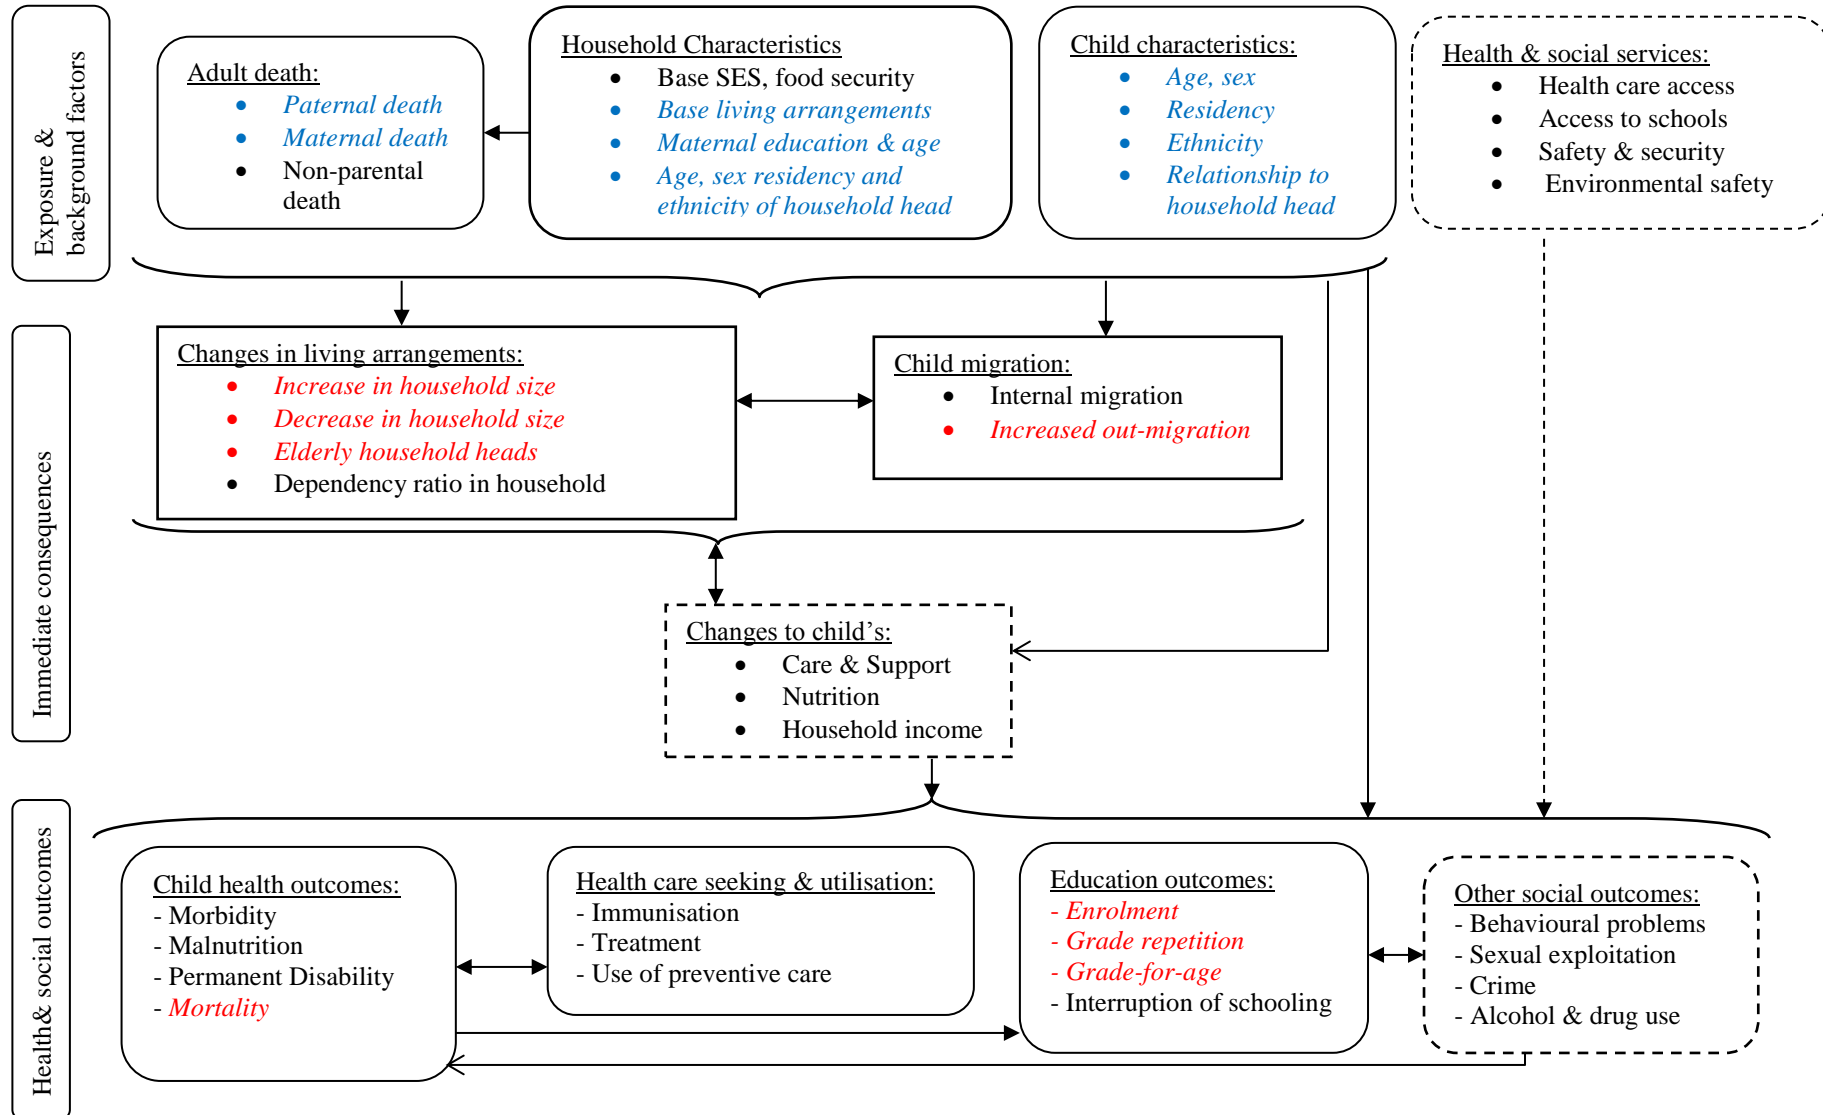 Exposure &
background factors
Adult death:
• Paternal death
• Maternal death
• Non-parental
death
Household Characteristics
• Base SES, food security
• Base living arrangements
• Maternal education & age
• Age, sex residency and
ethnicity of household head
Child characteristics:
• Age, sex
• Residency
• Ethnicity
• Relationship to
household head
Health & social services:
• Health care access
• Access to schools
• Safety & security
• Environmental safety
Immediate consequences
Changes in living arrangements:
• Increase in household size
• Decrease in household size
• Elderly household heads
• Dependency ratio in household
Child migration:
• Internal migration
• Increased out-migration
Changes to child’s:
• Care & Support
• Nutrition
• Household income
Health& social outcomes
Child health outcomes:
- Morbidity
- Malnutrition
- Permanent Disability
- Mortality
Health care seeking & utilisation:
- Immunisation
- Treatment
- Use of preventive care
Education outcomes:
- Enrolment
- Grade repetition
- Grade-for-age
- Interruption of schooling
Other social outcomes:
- Behavioural problems
- Sexual exploitation
- Crime
- Alcohol & drug use